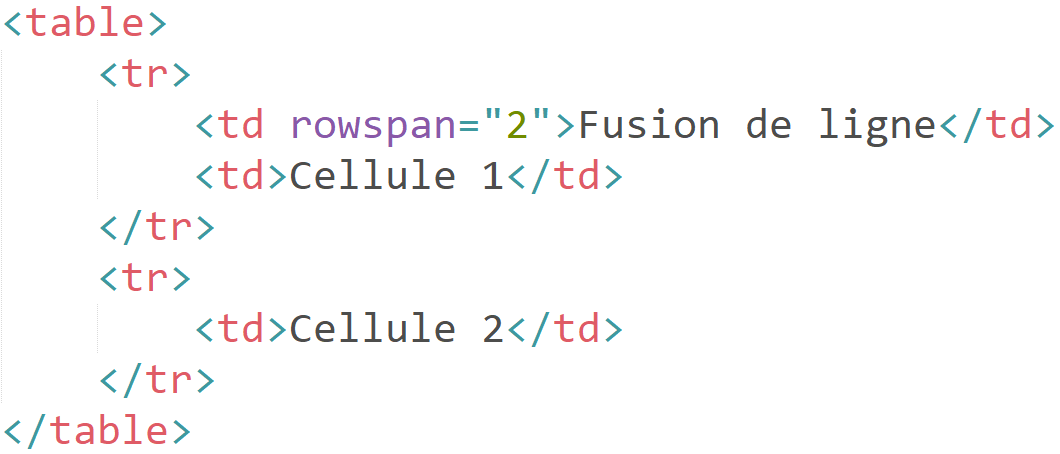 <table>
<tr>
<td rowspan="2">Fusion de ligne</td>
<td>Cellule 1</td>
</tr>
<tr>
<td>Cellule 2</td>
</tr>
</table>